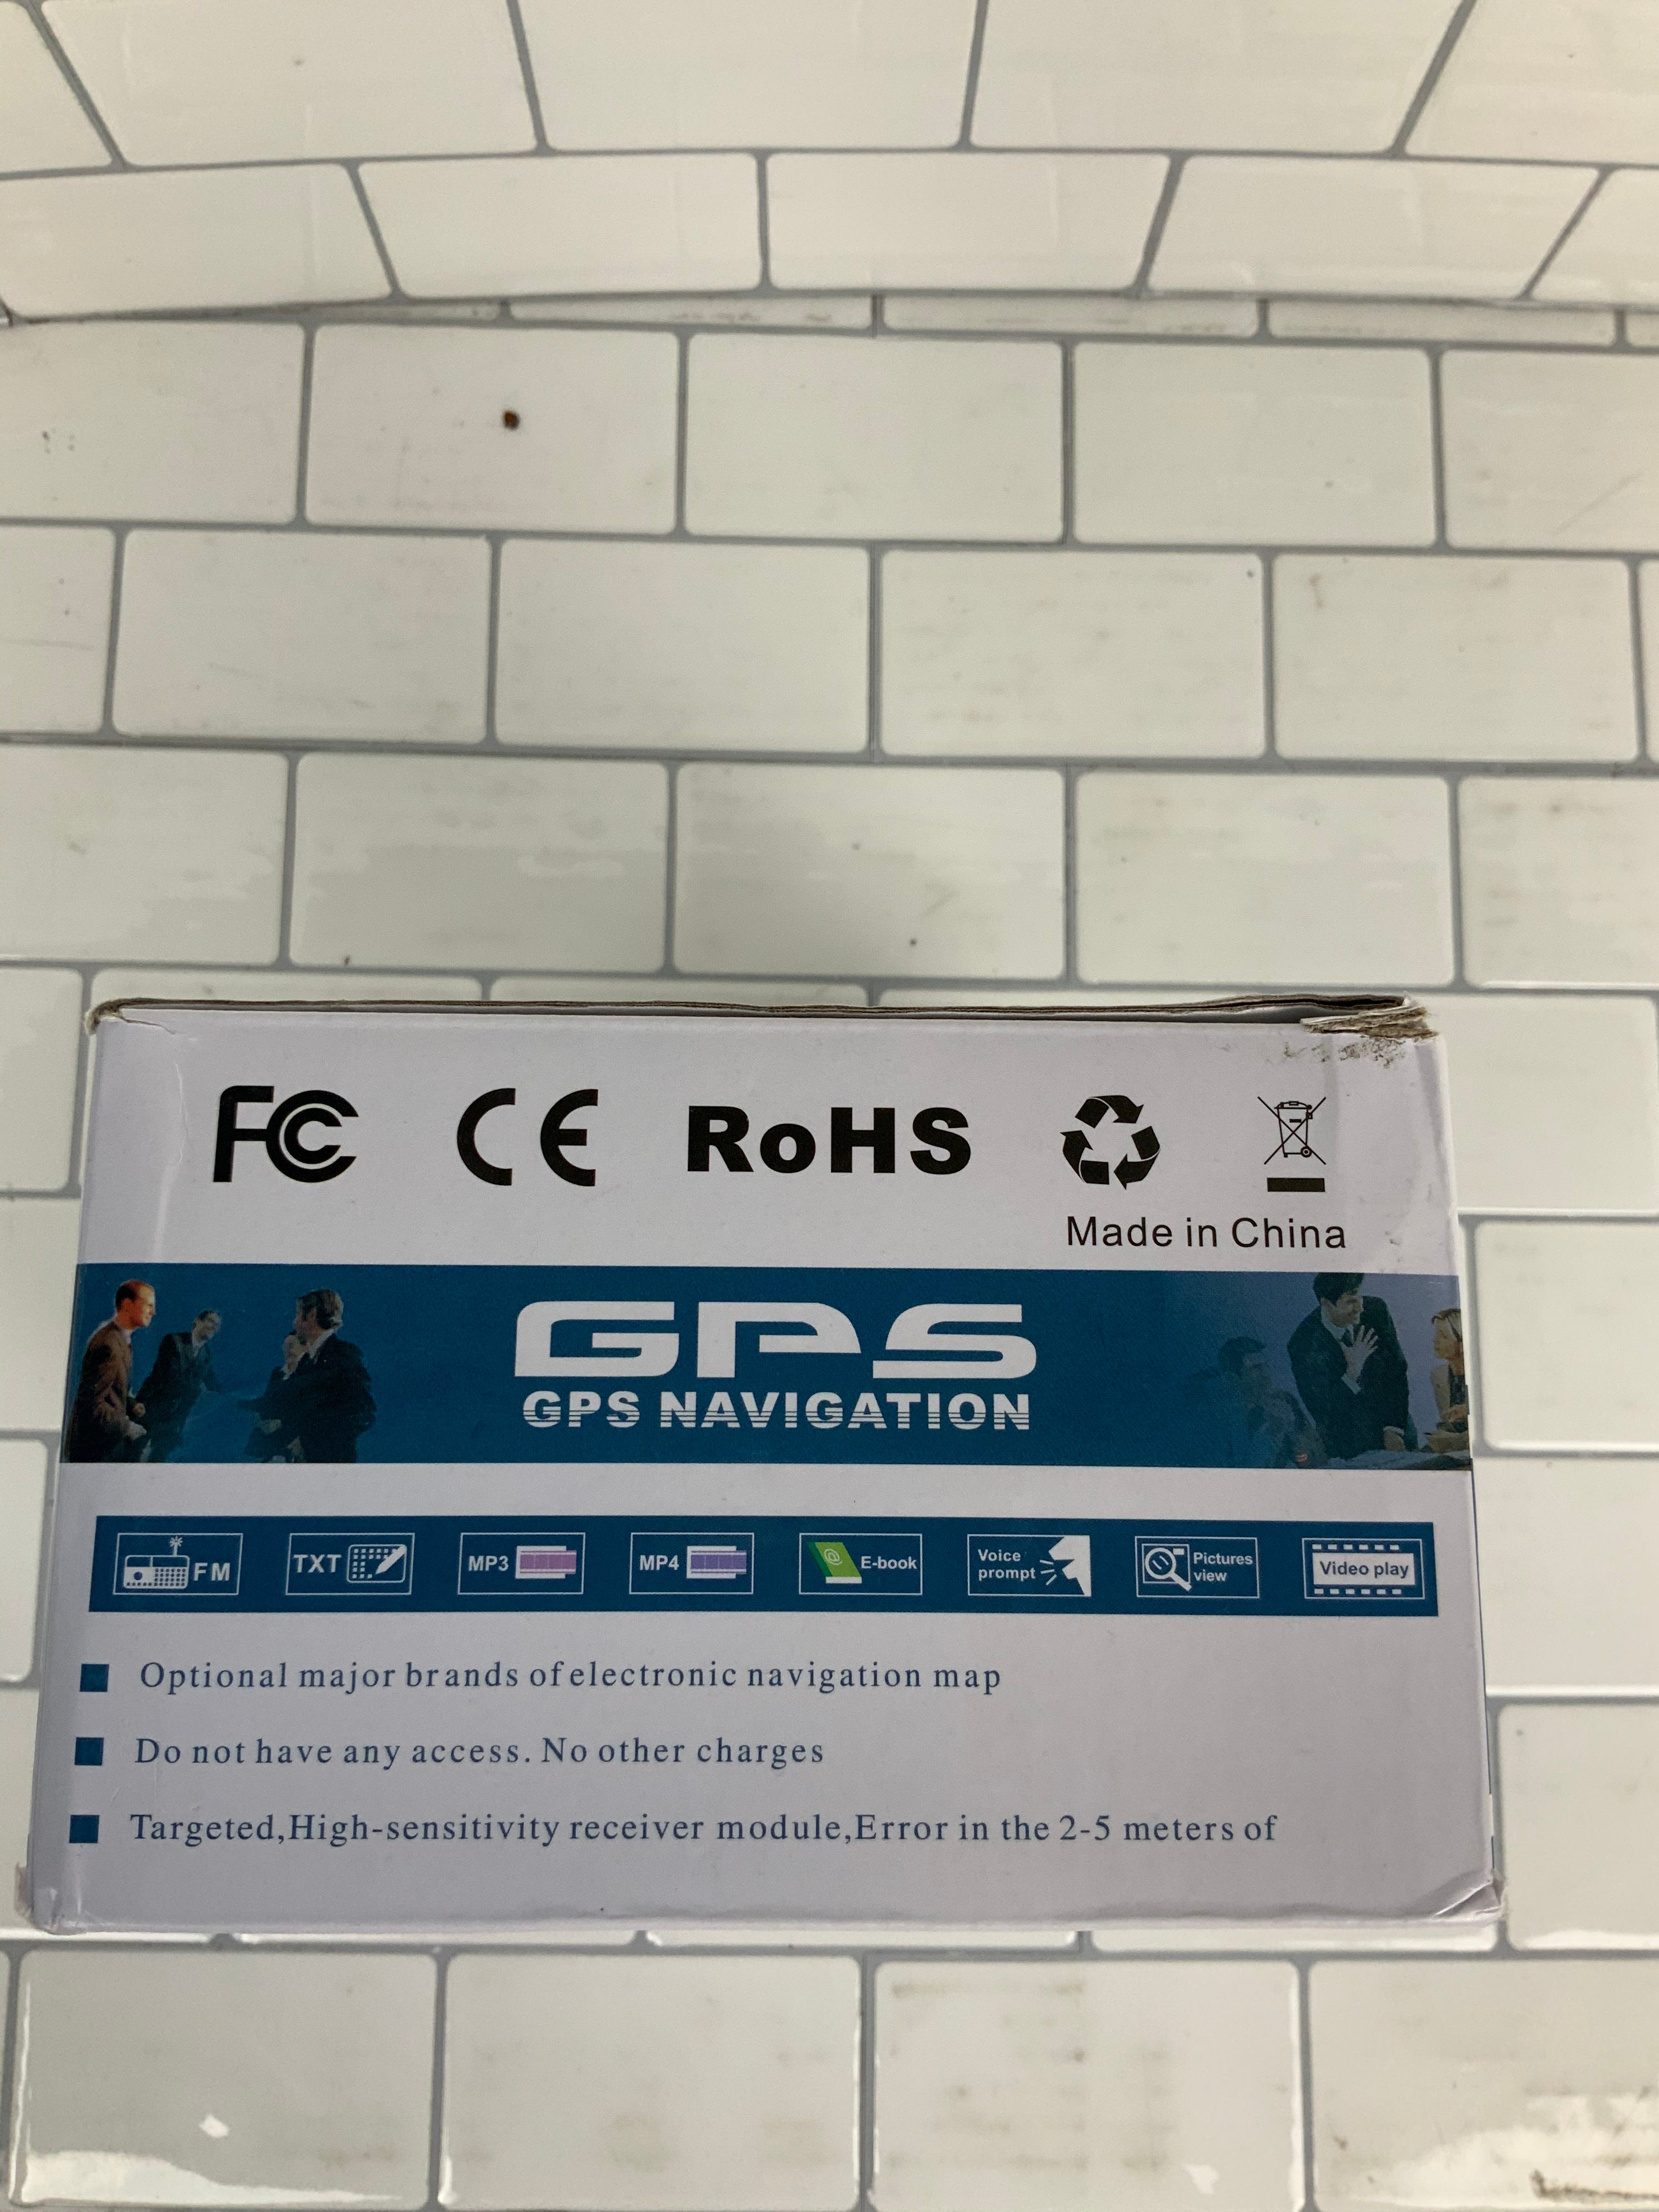 FC CE RoHS
Made in China
GPS
GPS NAVIGATION
FM TXT MP3 MP4 E-book Voice prompt Pictures view Video play
Optional major brands of electronic navigation map
Do not have any access. No other charges
Targeted,High-sensitivity receiver module,Error in the 2-5 meters of